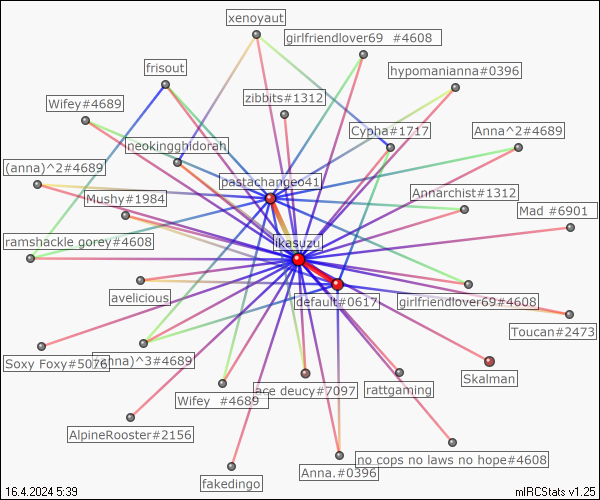 xenoyaut
girlfriendlover69 #4608
frisout
hypomanianna#0396
zibbits#1312
Wifey#4689
Cypha#1717
Anna^2#4689
neokingghidorah
(anna)^2#4689
pastachangeo41
Mushy#1984
Annarchist#1312
Mad #6901
ramshackle gorey#4608
ikasuzu
avelicious
default#0617
girlfriendlover69#4608
Toucan#2473
Soxy Foxy#5076
(anna)^3#4689
Skalman
ace deucy#7097
rattgaming
Wifey #4689
AlpineRooster#2156
no cops no laws no hope#4608
fakedingo
Anna.#0396
16.4.2024 5:39
mIRCStats v1.25